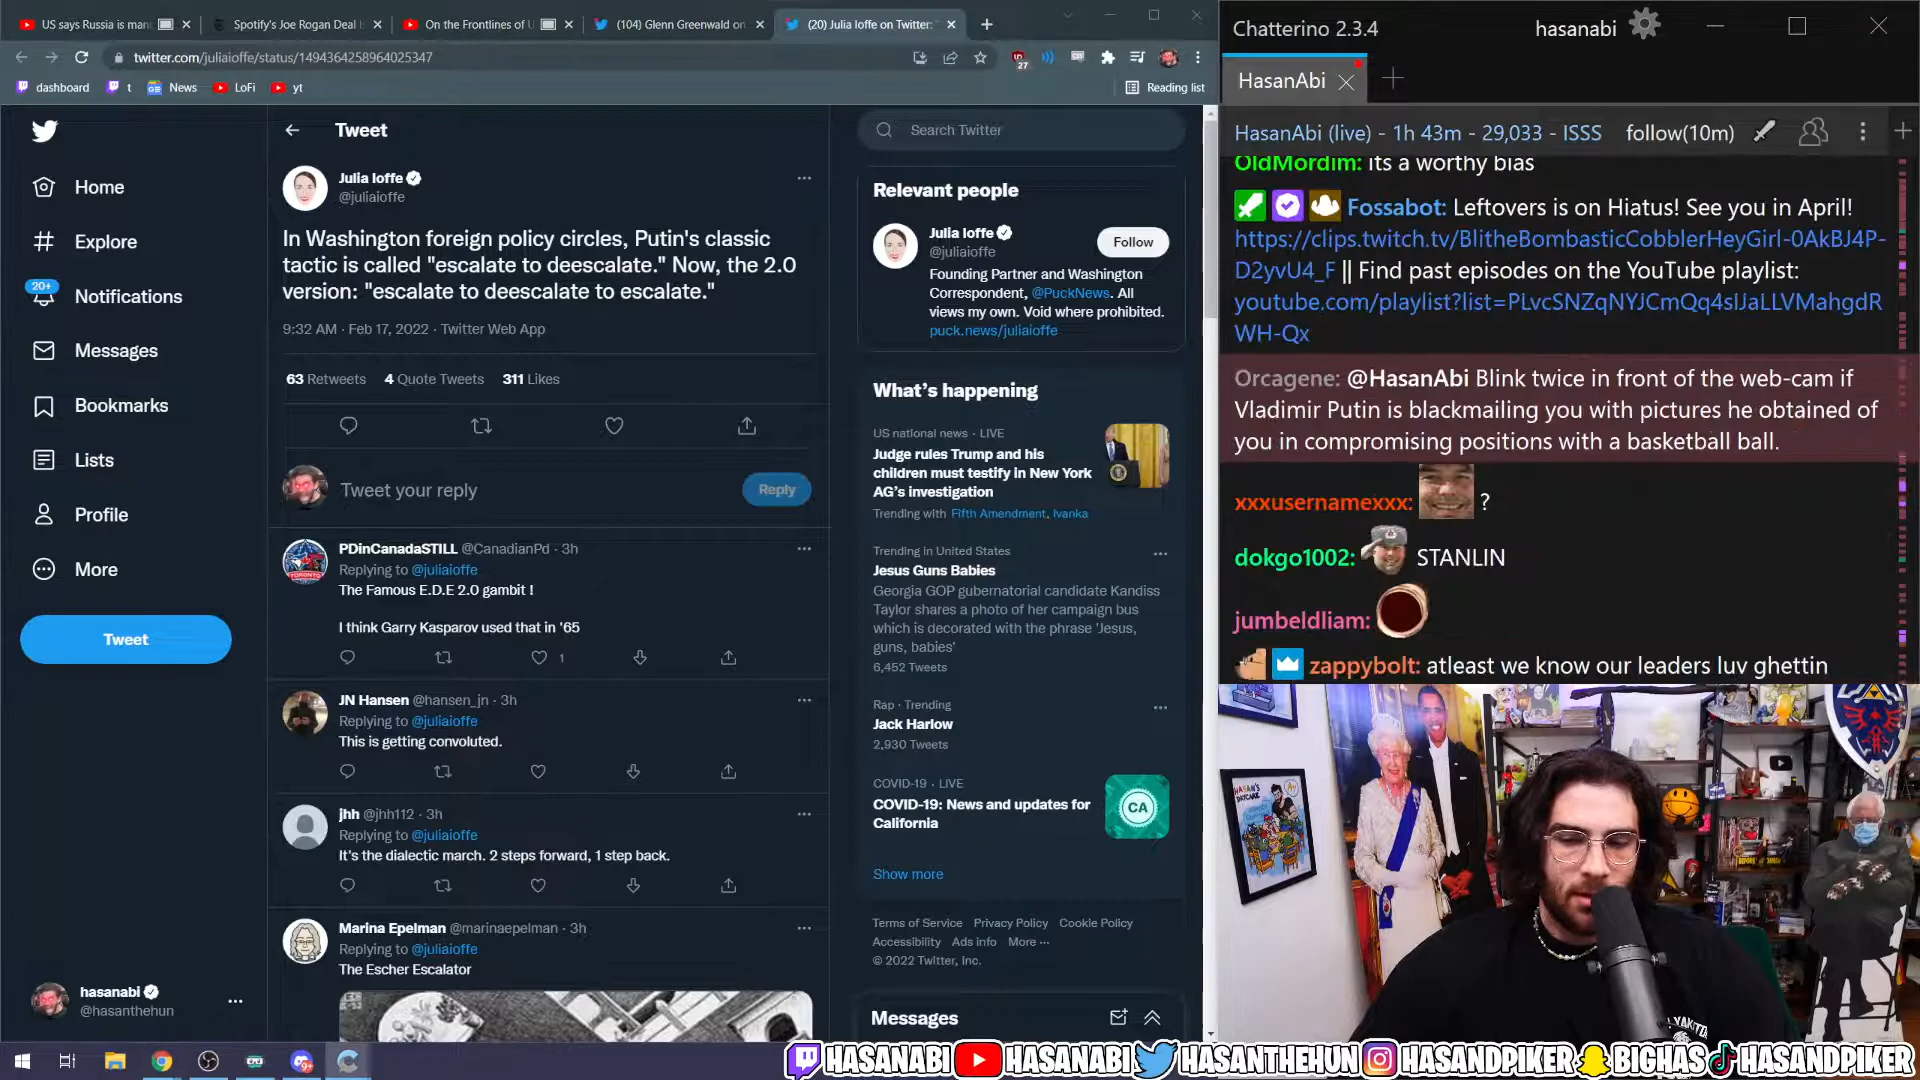 US says Russia is man
Spotify's Joe Rogan Deal
On the Frontlines of U
(104) Glenn Greenwald on
(20) Julia Ioffe on Twitter:
twitter.com/juliaioffe/status/1494364258964025347
27
dashboard
t
News
LoFi
yt
Reading list
Tweet
Search Twitter
Home
Explore
20+
Notifications
Messages
Bookmarks
Lists
Profile
More
Tweet
hasanabi
@hasanthehun
Julia Ioffe
@juliaioffe
In Washington foreign policy circles, Putin's classic
tactic is called "escalate to deescalate." Now, the 2.0
version: "escalate to deescalate to escalate."
9:32 AM · Feb 17, 2022 · Twitter Web App
63 Retweets 4 Quote Tweets 311 Likes
Tweet your reply
Reply
PDinCanadaSTILL @CanadianPd · 3h
Replying to @juliaioffe
The Famous E.D.E 2.0 gambit !
I think Garry Kasparov used that in '65
1
JN Hansen @hansen_jn · 3h
Replying to @juliaioffe
This is getting convoluted.
jhh @jhh112 · 3h
Replying to @juliaioffe
It's the dialectic march. 2 steps forward, 1 step back.
Marina Epelman @marinaepelman · 3h
Replying to @juliaioffe
The Escher Escalator
Relevant people
Julia Ioffe
@juliaioffe
Follow
Founding Partner and Washington
Correspondent, @PuckNews. All
views my own. Void where prohibited.
puck.news/juliaioffe
What's happening
US national news · LIVE
Judge rules Trump and his
children must testify in New York
AG's investigation
Trending with Fifth Amendment, Ivanka
Trending in United States
Jesus Guns Babies
Georgia GOP gubernatorial candidate Kandiss
Taylor shares a photo of her campaign bus
which is decorated with the phrase 'Jesus,
guns, babies'
6,452 Tweets
Rap · Trending
Jack Harlow
2,930 Tweets
COVID-19 · LIVE
COVID-19: News and updates for
California
CA
Show more
Terms of Service Privacy Policy Cookie Policy
Accessibility Ads info More ···
© 2022 Twitter, Inc.
Messages
Chatterino 2.3.4
hasanabi
HasanAbi
HasanAbi (live) - 1h 43m - 29,033 - ISSS
follow(10m)
OldMordim: its a worthy bias
Fossabot: Leftovers is on Hiatus! See you in April!
https://clips.twitch.tv/BlitheBombasticCobblerHeyGirl-0AkBJ4P-
D2yvU4_F || Find past episodes on the YouTube playlist:
youtube.com/playlist?list=PLvcSNZqNYJCmQq4sIJaLLVMahgdR
WH-Qx
Orcagene: @HasanAbi Blink twice in front of the web-cam if
Vladimir Putin is blackmailing you with pictures he obtained of
you in compromising positions with a basketball ball.
xxxusernamexxx: ?
dokgo1002: STANLIN
jumbeldliam:
zappybolt: atleast we know our leaders luv ghettin
HASAN'S
DAYCARE
A+
HASANABI HASANABI HASANTHEHUN HASANDPIKER BIGHAS HASANDPIKER